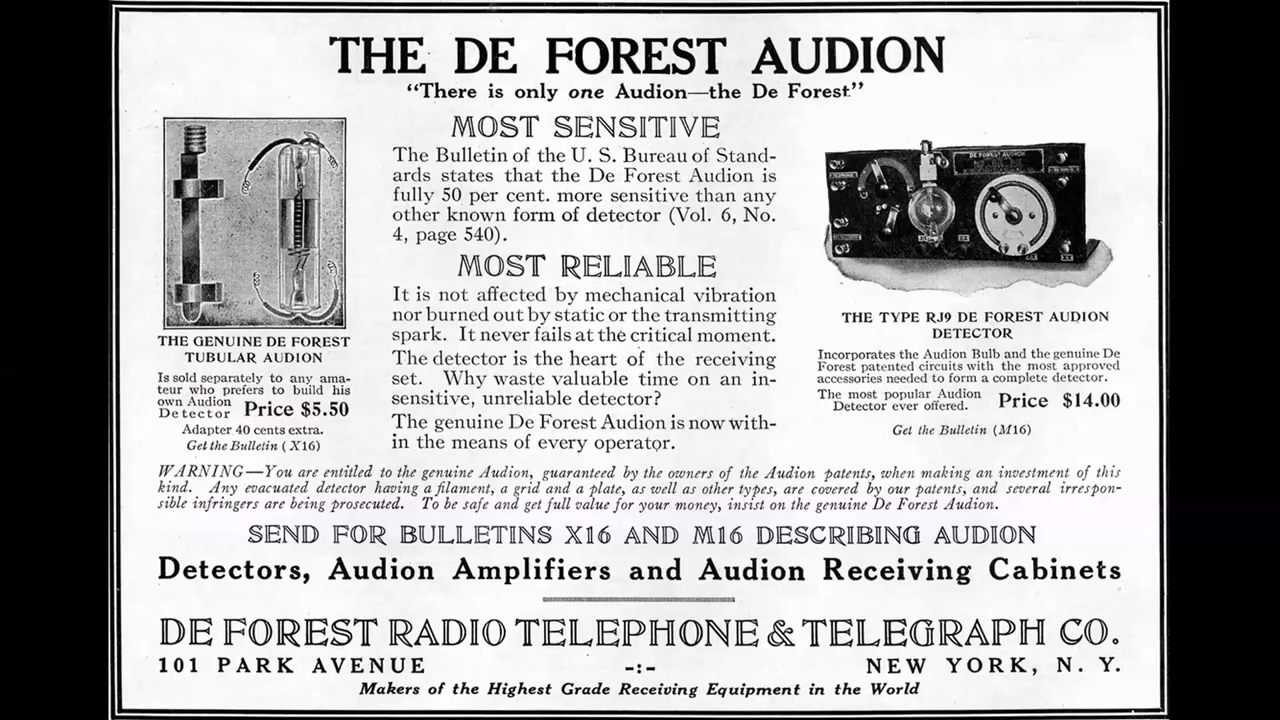 THE DE FOREST AUDION
“There is only one Audion—the De Forest”
THE GENUINE DE FOREST
TUBULAR AUDION
Is sold separately to any ama-
teur who prefers to build his
own Audion
Detector Price $5.50
Adapter 40 cents extra.
Get the Bulletin (X16)
MOST SENSITIVE
The Bulletin of the U. S. Bureau of Stand-
ards states that the De Forest Audion is
fully 50 per cent. more sensitive than any
other known form of detector (Vol. 6, No.
4, page 540).
MOST RELIABLE
It is not affected by mechanical vibration
nor burned out by static or the transmitting
spark. It never fails at the critical moment.
The detector is the heart of the receiving
set. Why waste valuable time on an in-
sensitive, unreliable detector?
The genuine De Forest Audion is now with-
in the means of every operator.
DE FOREST AUDION
THE TYPE RJ9 DE FOREST AUDION
DETECTOR
Incorporates the Audion Bulb and the genuine De
Forest patented circuits with the most approved
accessories needed to form a complete detector.
The most popular Audion
Detector ever offered. Price $14.00
Get the Bulletin (M16)
WARNING—You are entitled to the genuine Audion, guaranteed by the owners of the Audion patents, when making an investment of this
kind. Any evacuated detector having a filament, a grid and a plate, as well as other types, are covered by our patents, and several irrespon-
sible infringers are being prosecuted. To be safe and get full value for your money, insist on the genuine De Forest Audion.
SEND FOR BULLETINS X16 AND M16 DESCRIBING AUDION
Detectors, Audion Amplifiers and Audion Receiving Cabinets
DE FOREST RADIO TELEPHONE & TELEGRAPH CO.
101 PARK AVENUE -:- NEW YORK, N. Y.
Makers of the Highest Grade Receiving Equipment in the World